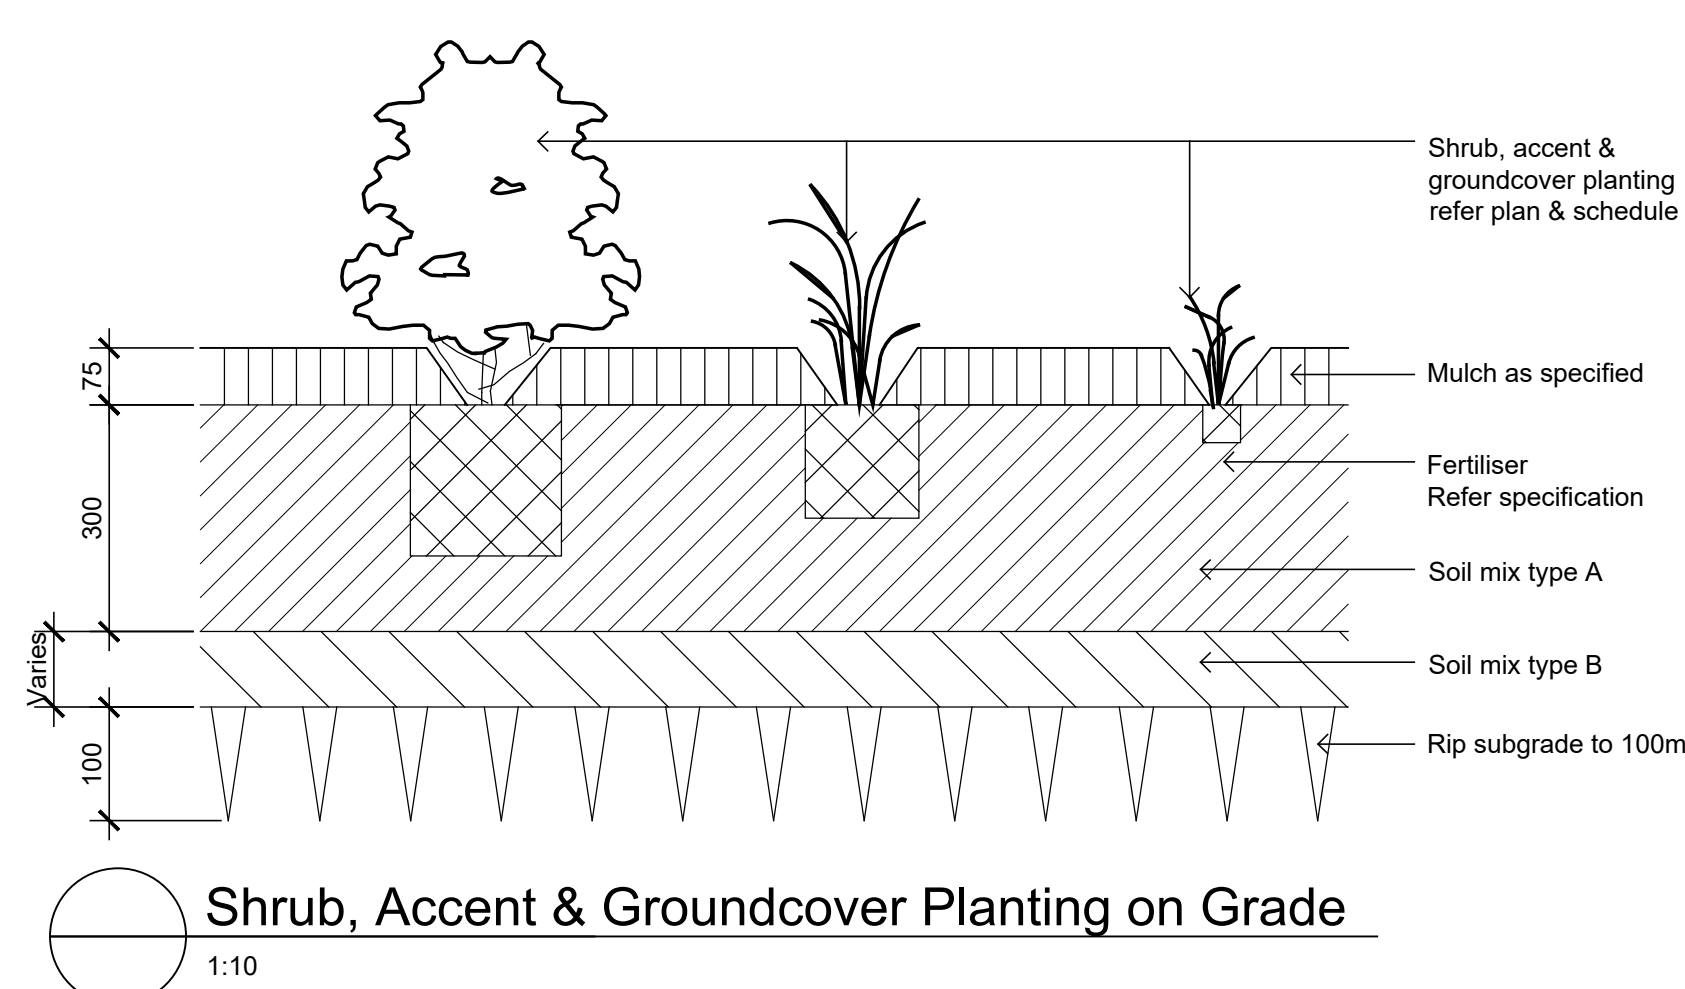 Shrub, accent &
groundcover planting
refer plan & schedule
75
Mulch as specified
Fertiliser
Refer specification
300
Soil mix type A
Varies
Soil mix type B
100
Rip subgrade to 100m
Shrub, Accent & Groundcover Planting on Grade
1:10